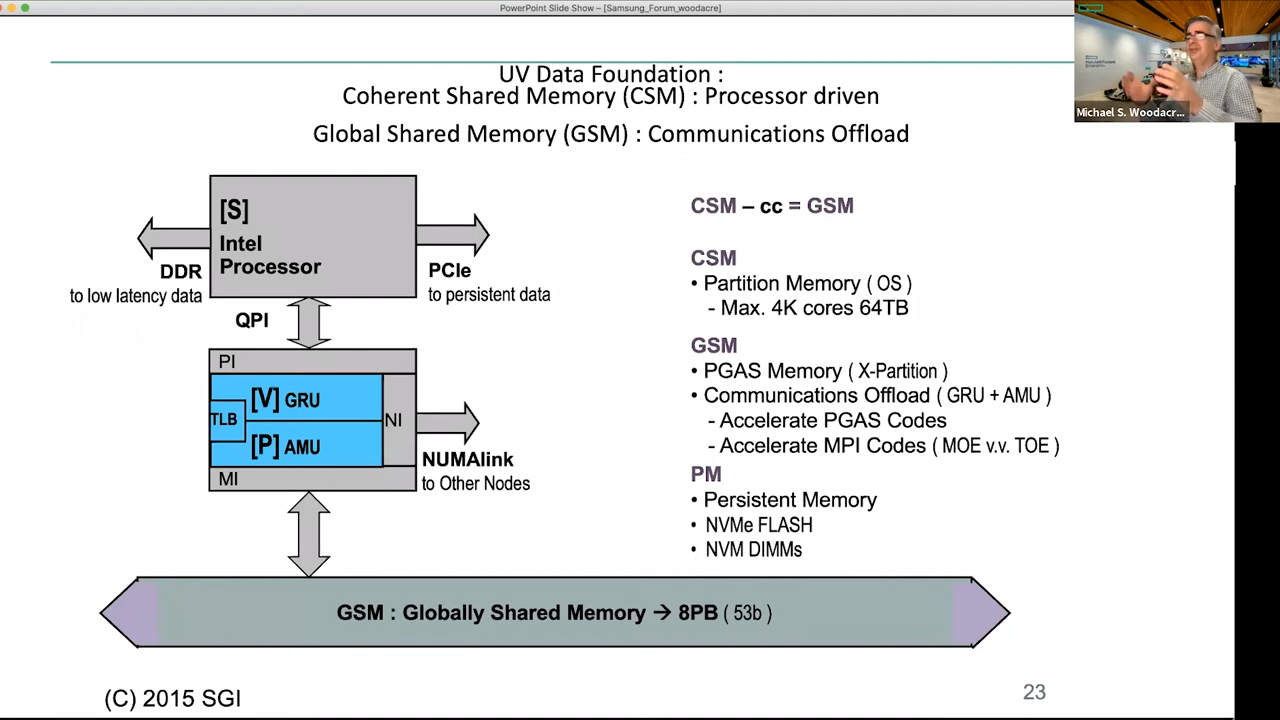 PowerPoint Slide Show – [Samsung_Forum_woodacre]
Michael S. Woodacr...
UV Data Foundation :
Coherent Shared Memory (CSM) : Processor driven
Global Shared Memory (GSM) : Communications Offload
[S]
Intel
Processor
DDR
to low latency data
PCIe
to persistent data
QPI
PI
[V] GRU
TLB
[P] AMU
NI
MI
NUMAlink
to Other Nodes
CSM – cc = GSM
CSM
• Partition Memory ( OS )
- Max. 4K cores 64TB
GSM
• PGAS Memory ( X-Partition )
• Communications Offload ( GRU + AMU )
- Accelerate PGAS Codes
- Accelerate MPI Codes ( MOE v.v. TOE )
PM
• Persistent Memory
• NVMe FLASH
• NVM DIMMs
GSM : Globally Shared Memory → 8PB ( 53b )
(C) 2015 SGI
23